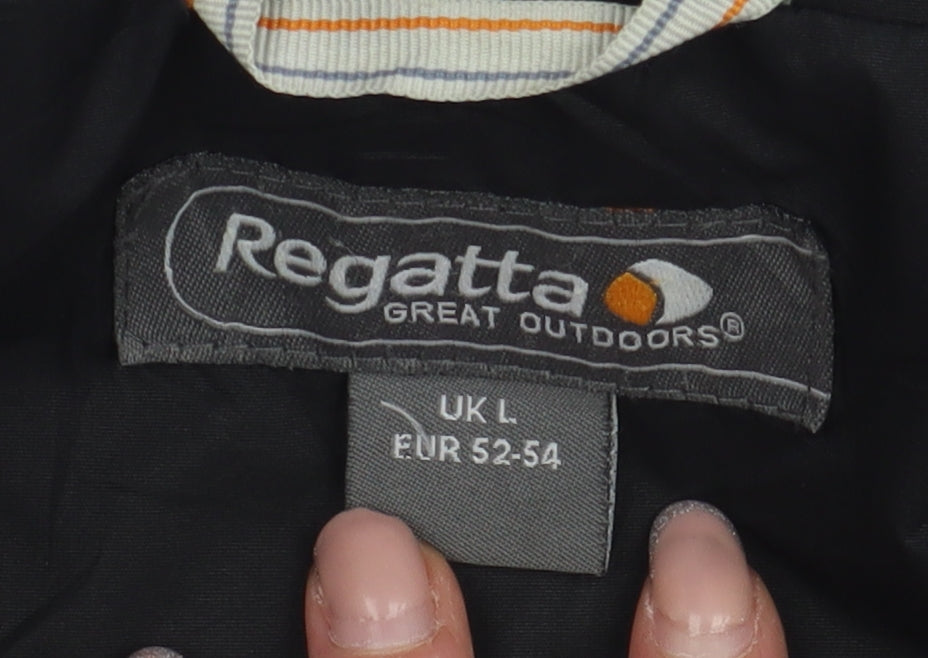 Regatta
GREAT OUTDOORS®
UK L
EUR 52-54